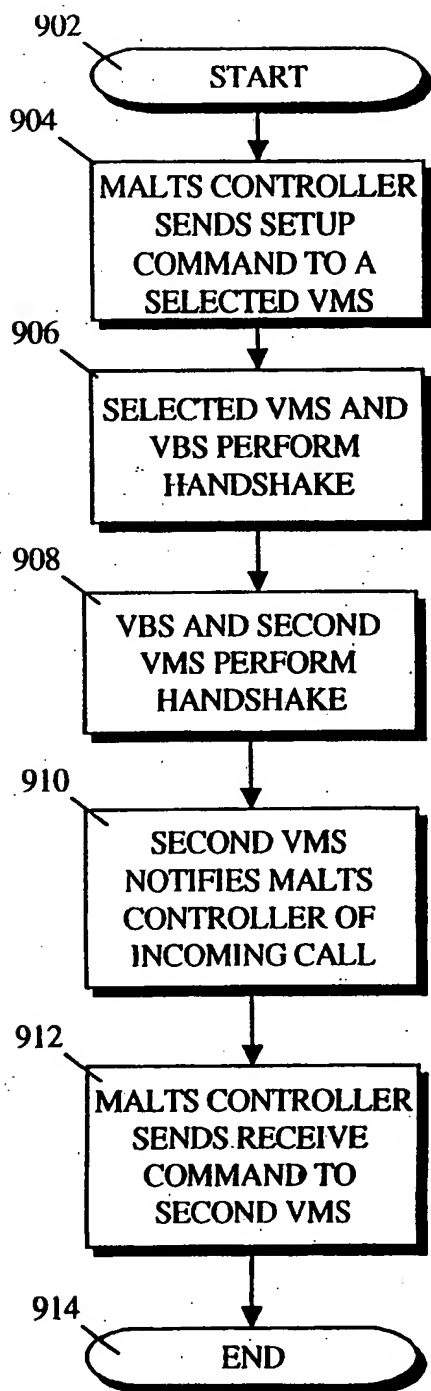 902
START
904
MALTS CONTROLLER
SENDS SETUP
COMMAND TO A
SELECTED VMS
906
SELECTED VMS AND
VBS PERFORM
HANDSHAKE
908
VBS AND SECOND
VMS PERFORM
HANDSHAKE
910
SECOND VMS
NOTIFIES MALTS
CONTROLLER OF
INCOMING CALL
912
MALTS CONTROLLER
SENDS RECEIVE
COMMAND TO
SECOND VMS
914
END